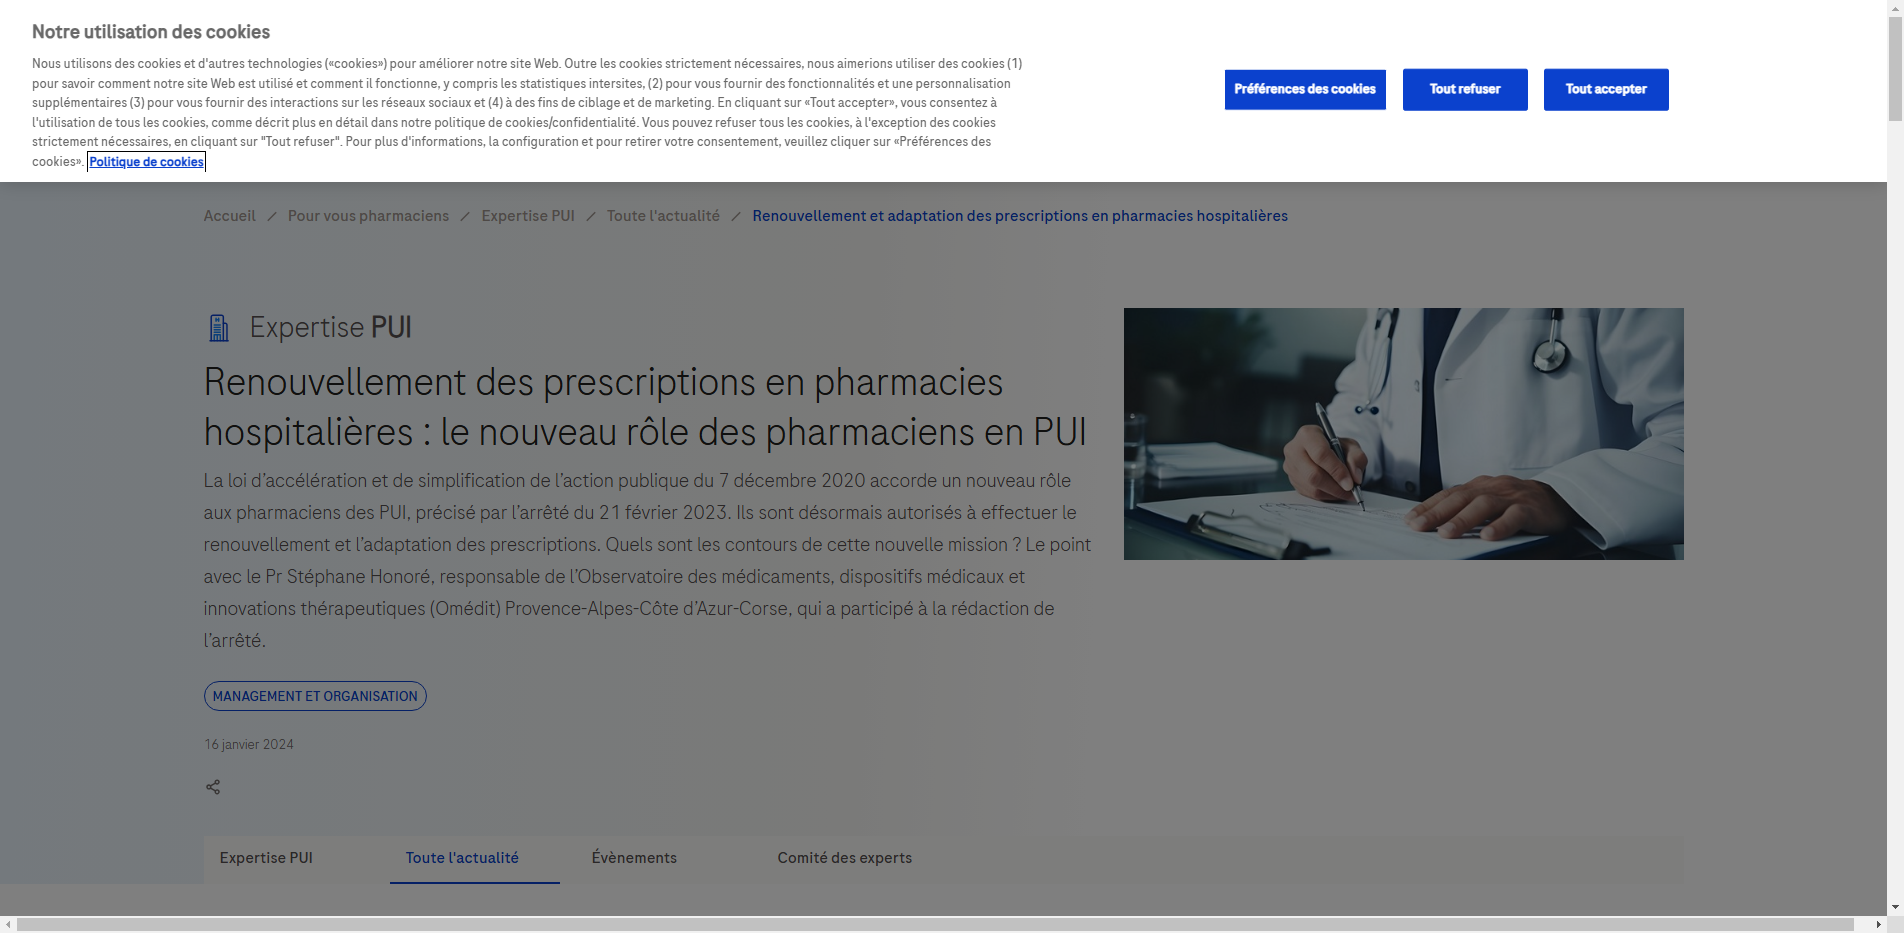 Notre utilisation des cookies
Nous utilisons des cookies et d'autres technologies («cookies») pour améliorer notre site Web. Outre les cookies strictement nécessaires, nous aimerions utiliser des cookies (1)
pour savoir comment notre site Web est utilisé et comment il fonctionne, y compris les statistiques intersites, (2) pour vous fournir des fonctionnalités et une personnalisation
supplémentaires (3) pour vous fournir des interactions sur les réseaux sociaux et (4) à des fins de ciblage et de marketing. En cliquant sur «Tout accepter», vous consentez à
l'utilisation de tous les cookies, comme décrit plus en détail dans notre politique de cookies/confidentialité. Vous pouvez refuser tous les cookies, à l'exception des cookies
strictement nécessaires, en cliquant sur "Tout refuser". Pour plus d'informations, la configuration et pour retirer votre consentement, veuillez cliquer sur «Préférences des
cookies». Politique de cookies
Préférences des cookies
Tout refuser
Tout accepter
Accueil / Pour vous pharmaciens / Expertise PUI / Toute l'actualité / Renouvellement et adaptation des prescriptions en pharmacies hospitalières
Expertise PUI
Renouvellement des prescriptions en pharmacies
hospitalières : le nouveau rôle des pharmaciens en PUI
La loi d’accélération et de simplification de l’action publique du 7 décembre 2020 accorde un nouveau rôle
aux pharmaciens des PUI, précisé par l’arrêté du 21 février 2023. Ils sont désormais autorisés à effectuer le
renouvellement et l’adaptation des prescriptions. Quels sont les contours de cette nouvelle mission ? Le point
avec le Pr Stéphane Honoré, responsable de l’Observatoire des médicaments, dispositifs médicaux et
innovations thérapeutiques (Omédit) Provence-Alpes-Côte d’Azur-Corse, qui a participé à la rédaction de
l’arrêté.
MANAGEMENT ET ORGANISATION
16 janvier 2024
Expertise PUI
Toute l'actualité
Évènements
Comité des experts